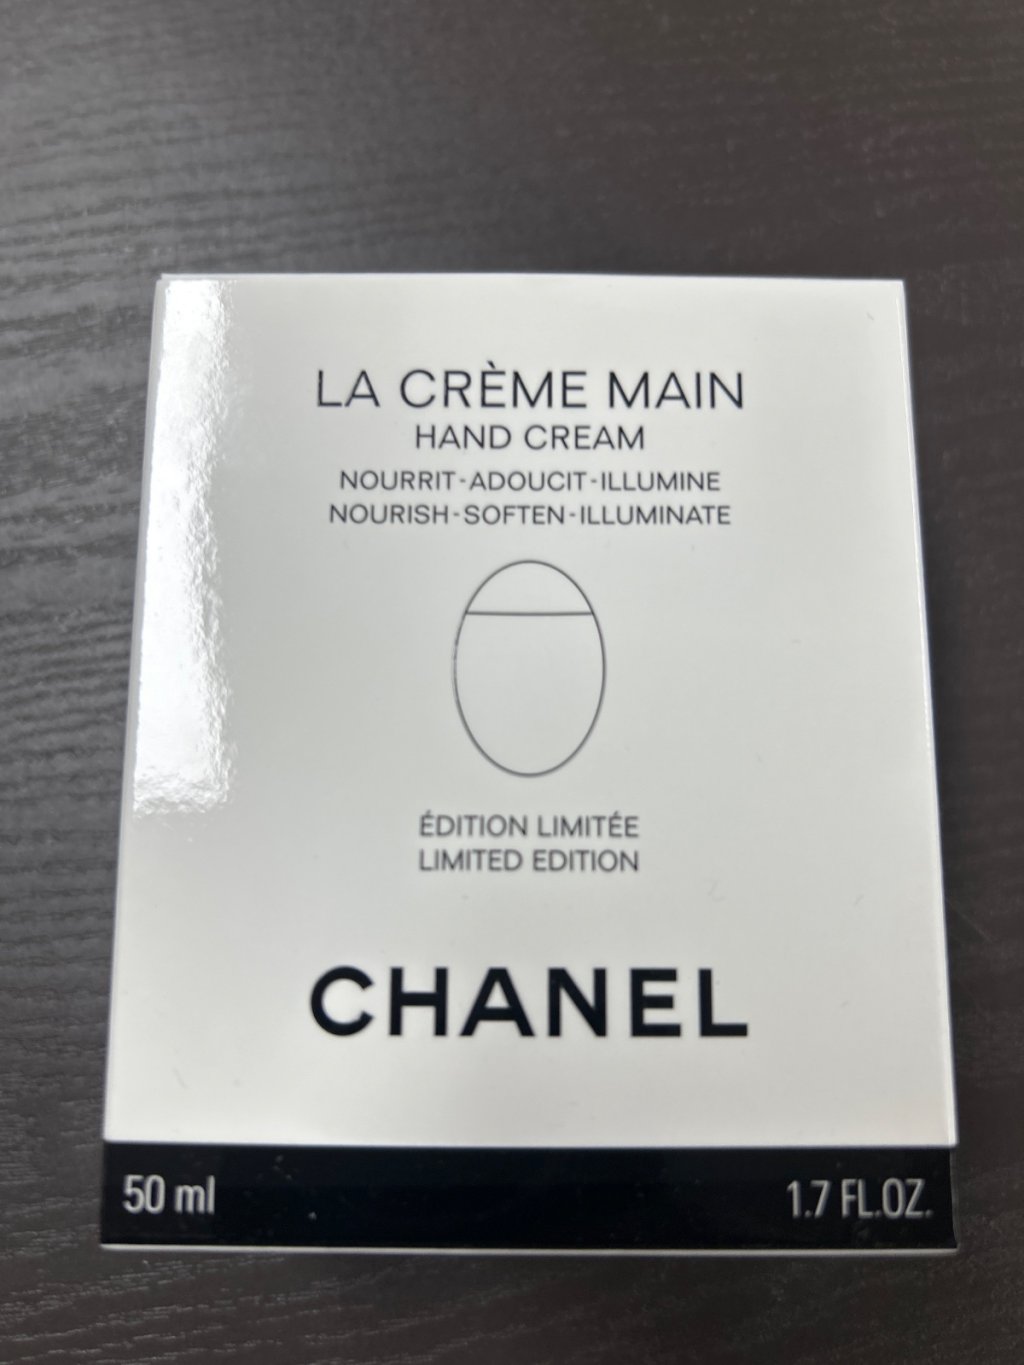 LA CRÈME MAIN
HAND CREAM
NOURRIT-ADOUCIT-ILLUMINE
NOURISH-SOFTEN-ILLUMINATE
ÉDITION LIMITÉE
LIMITED EDITION
CHANEL
50 ml 1.7 FL.OZ.